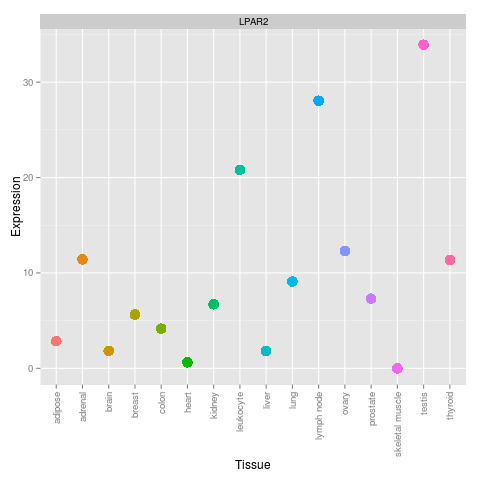 LPAR2
Expression
30
20
10
0
adipose
adrenal
brain
breast
colon
heart
kidney
leukocyte
liver
lung
lymph node
ovary
prostate
skeletal muscle
testis
thyroid
Tissue